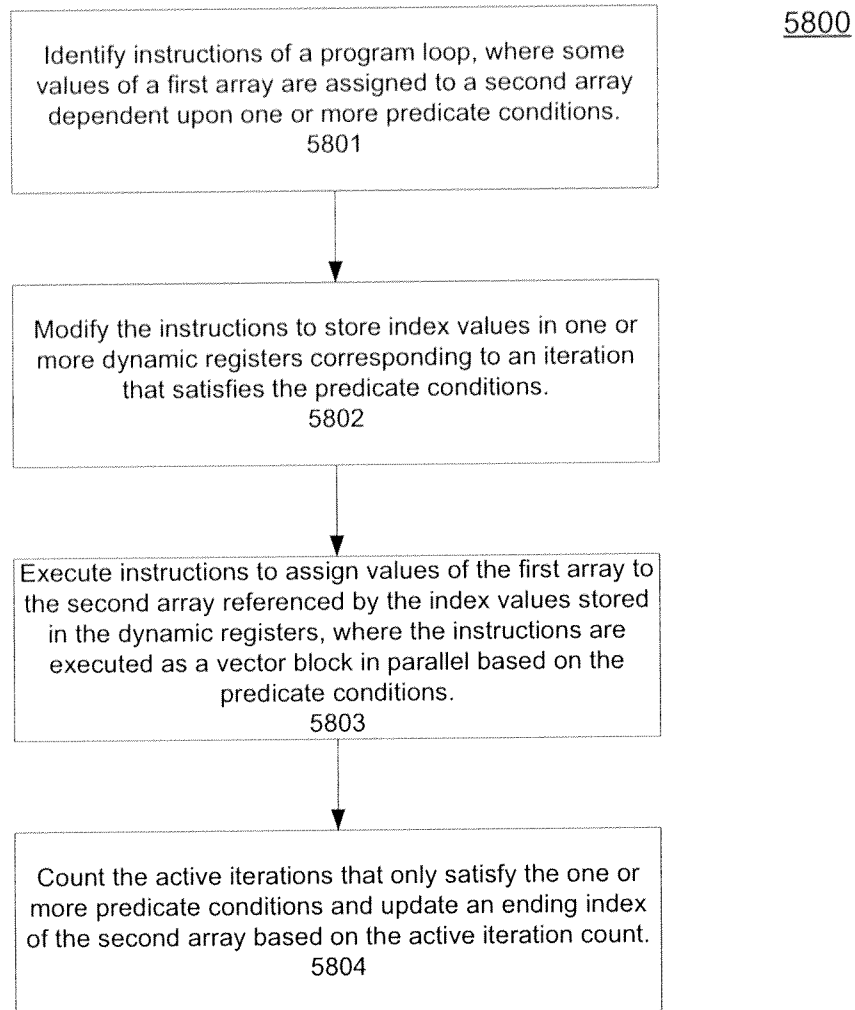 5800
Identify instructions of a program loop, where some
values of a first array are assigned to a second array
dependent upon one or more predicate conditions.
5801
Modify the instructions to store index values in one or
more dynamic registers corresponding to an iteration
that satisfies the predicate conditions.
5802
Execute instructions to assign values of the first array to
the second array referenced by the index values stored
in the dynamic registers, where the instructions are
executed as a vector block in parallel based on the
predicate conditions.
5803
Count the active iterations that only satisfy the one or
more predicate conditions and update an ending index
of the second array based on the active iteration count.
5804